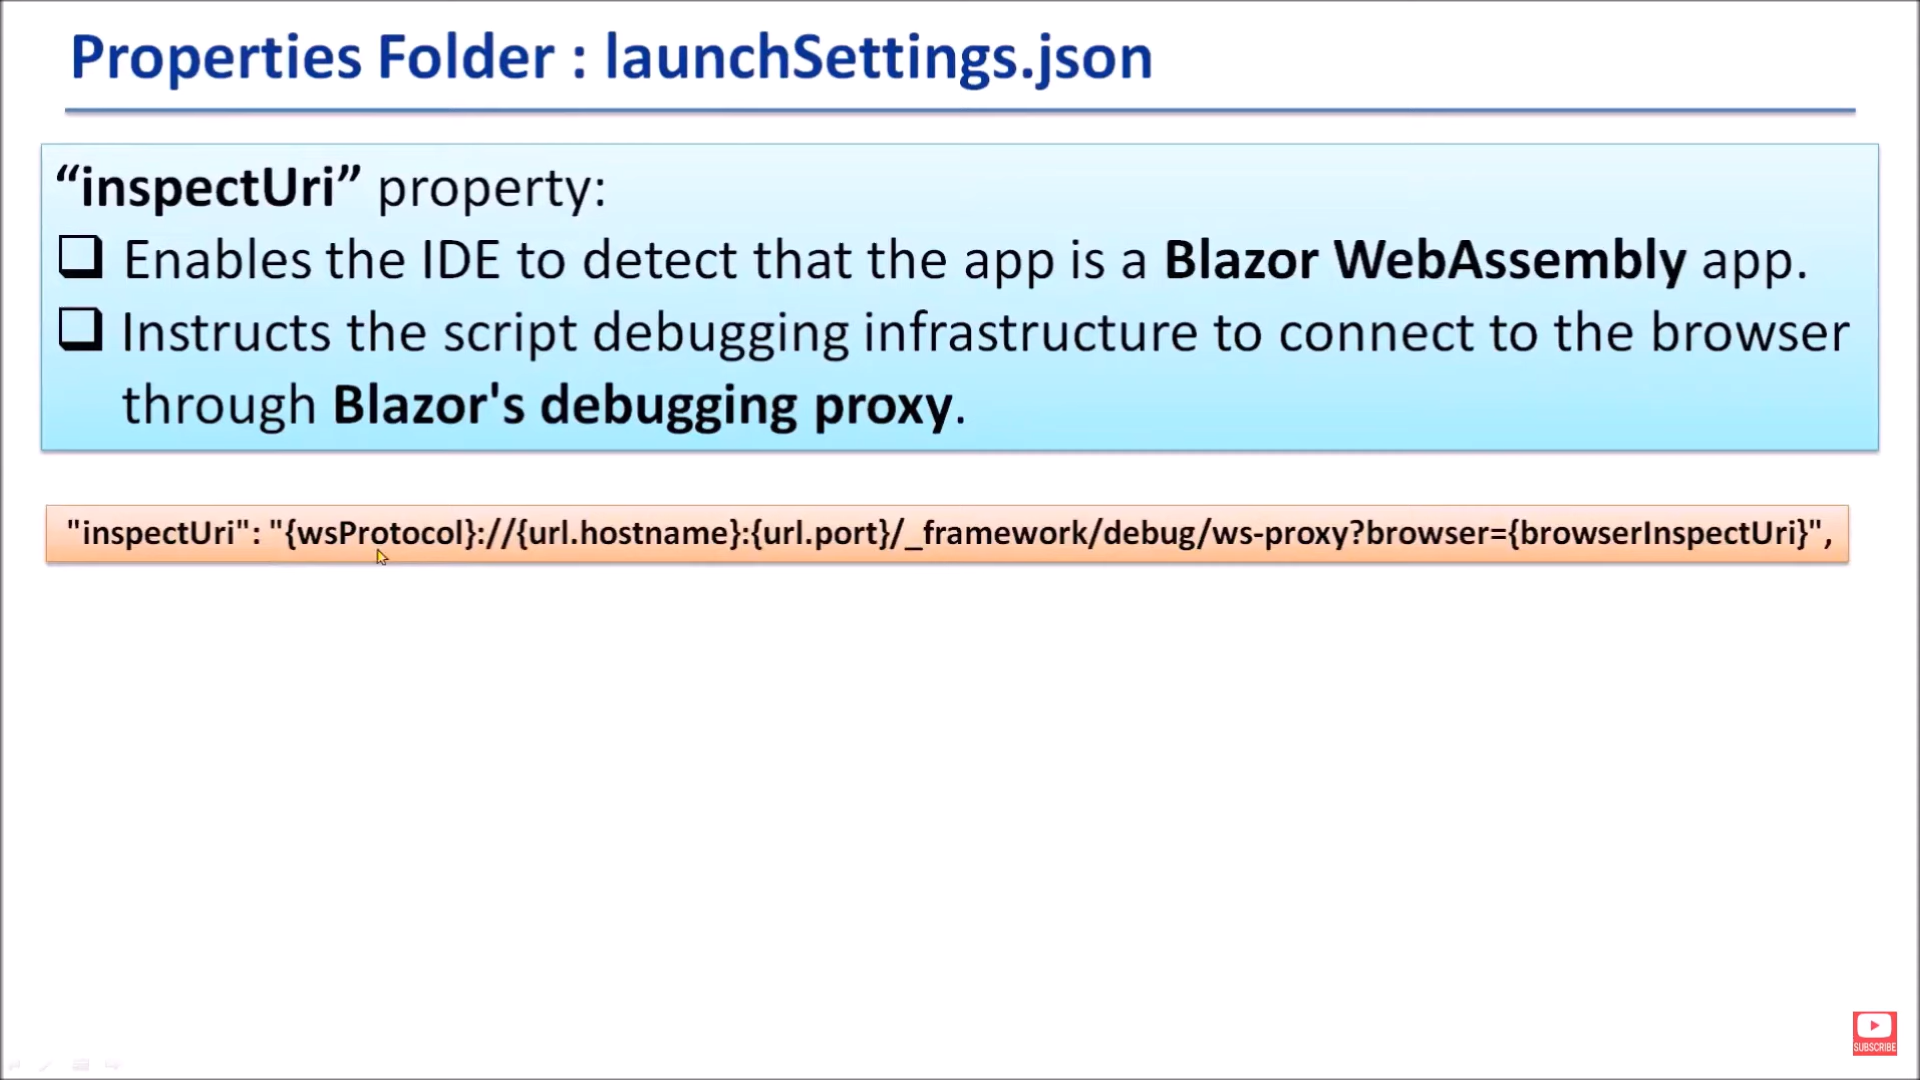 Properties Folder : launchSettings.json
“inspectUri” property:
❑ Enables the IDE to detect that the app is a Blazor WebAssembly app.
❑ Instructs the script debugging infrastructure to connect to the browser
through Blazor's debugging proxy.
"inspectUri": "{wsProtocol}://{url.hostname}:{url.port}/_framework/debug/ws-proxy?browser={browserInspectUri}",
SUBSCRIBE